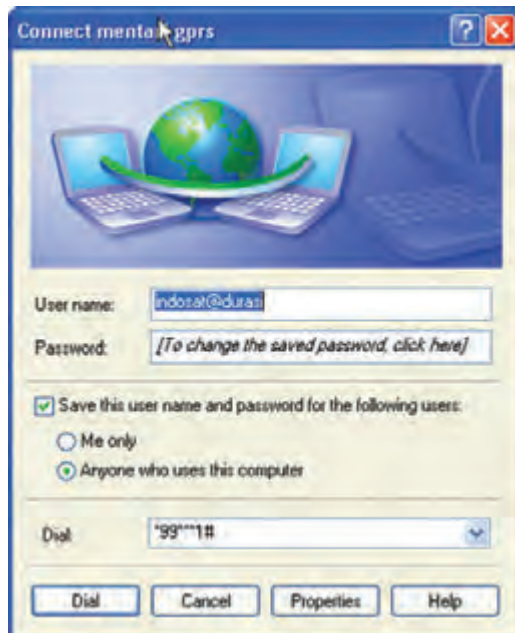 Connect mentari gprs
User name: indosat@durasi
Password: [To change the saved password, click here]
Save this user name and password for the following users:
Me only
Anyone who uses this computer
Dial: *99***1#
Dial Cancel Properties Help